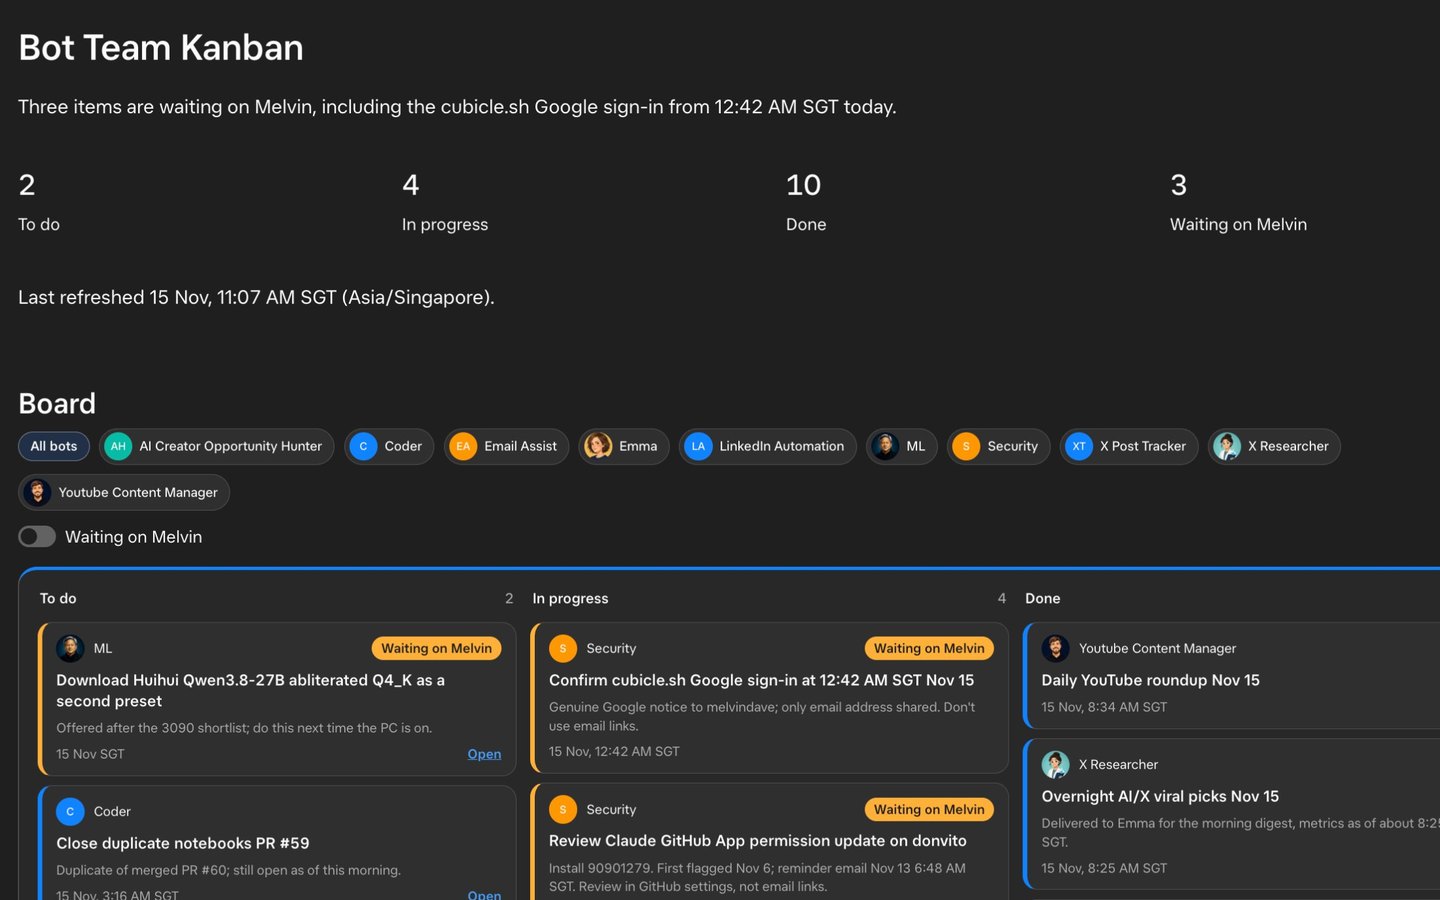 Bot Team Kanban
Three items are waiting on Melvin, including the cubicle.sh Google sign-in from 12:42 AM SGT today.
2
To do
4
In progress
10
Done
3
Waiting on Melvin
Last refreshed 15 Nov, 11:07 AM SGT (Asia/Singapore).
Board
All bots
AH AI Creator Opportunity Hunter
C Coder
EA Email Assist
Emma
LA LinkedIn Automation
ML
S Security
XT X Post Tracker
X Researcher
Youtube Content Manager
Waiting on Melvin
To do 2
ML Waiting on Melvin
Download Huihui Qwen3.8-27B abliterated Q4_K as a
second preset
Offered after the 3090 shortlist; do this next time the PC is on.
15 Nov SGT Open
C Coder
Close duplicate notebooks PR #59
Duplicate of merged PR #60; still open as of this morning.
15 Nov, 3:16 AM SGT Open
In progress 4
S Security Waiting on Melvin
Confirm cubicle.sh Google sign-in at 12:42 AM SGT Nov 15
Genuine Google notice to melvindave; only email address shared. Don't
use email links.
15 Nov, 12:42 AM SGT
S Security Waiting on Melvin
Review Claude GitHub App permission update on donvito
Install 90901279. First flagged Nov 6; reminder email Nov 13 6:48 AM
SGT. Review in GitHub settings, not email links.
Done
Youtube Content Manager
Daily YouTube roundup Nov 15
15 Nov, 8:34 AM SGT
X Researcher
Overnight AI/X viral picks Nov 15
Delivered to Emma for the morning digest, metrics as of about 8:25
SGT.
15 Nov, 8:25 AM SGT